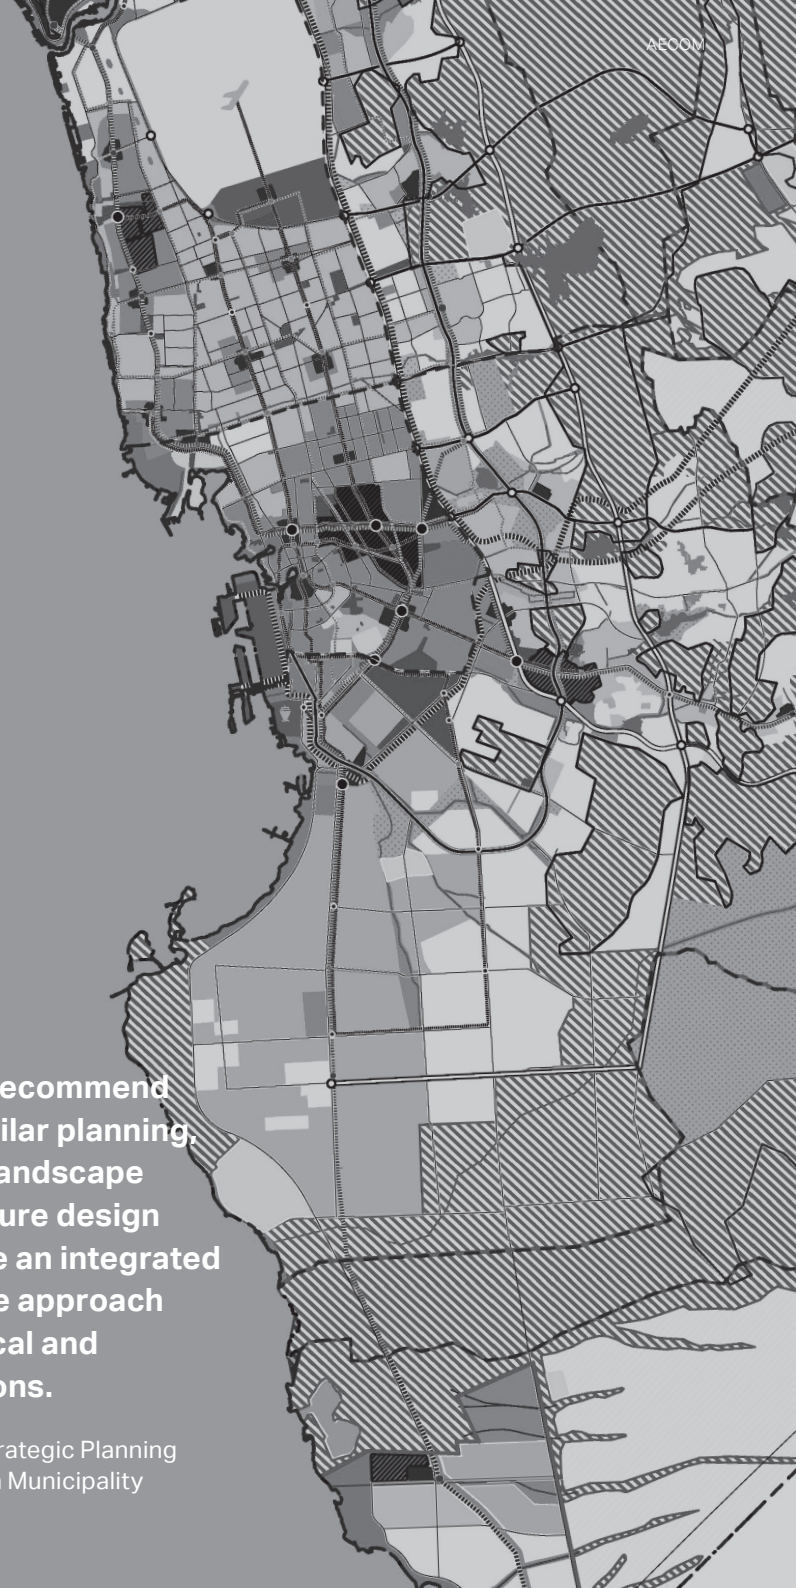 AECOM
ecommend
ilar planning,
andscape
ure design
e an integrated
e approach
cal and
ons.
rategic Planning
Municipality